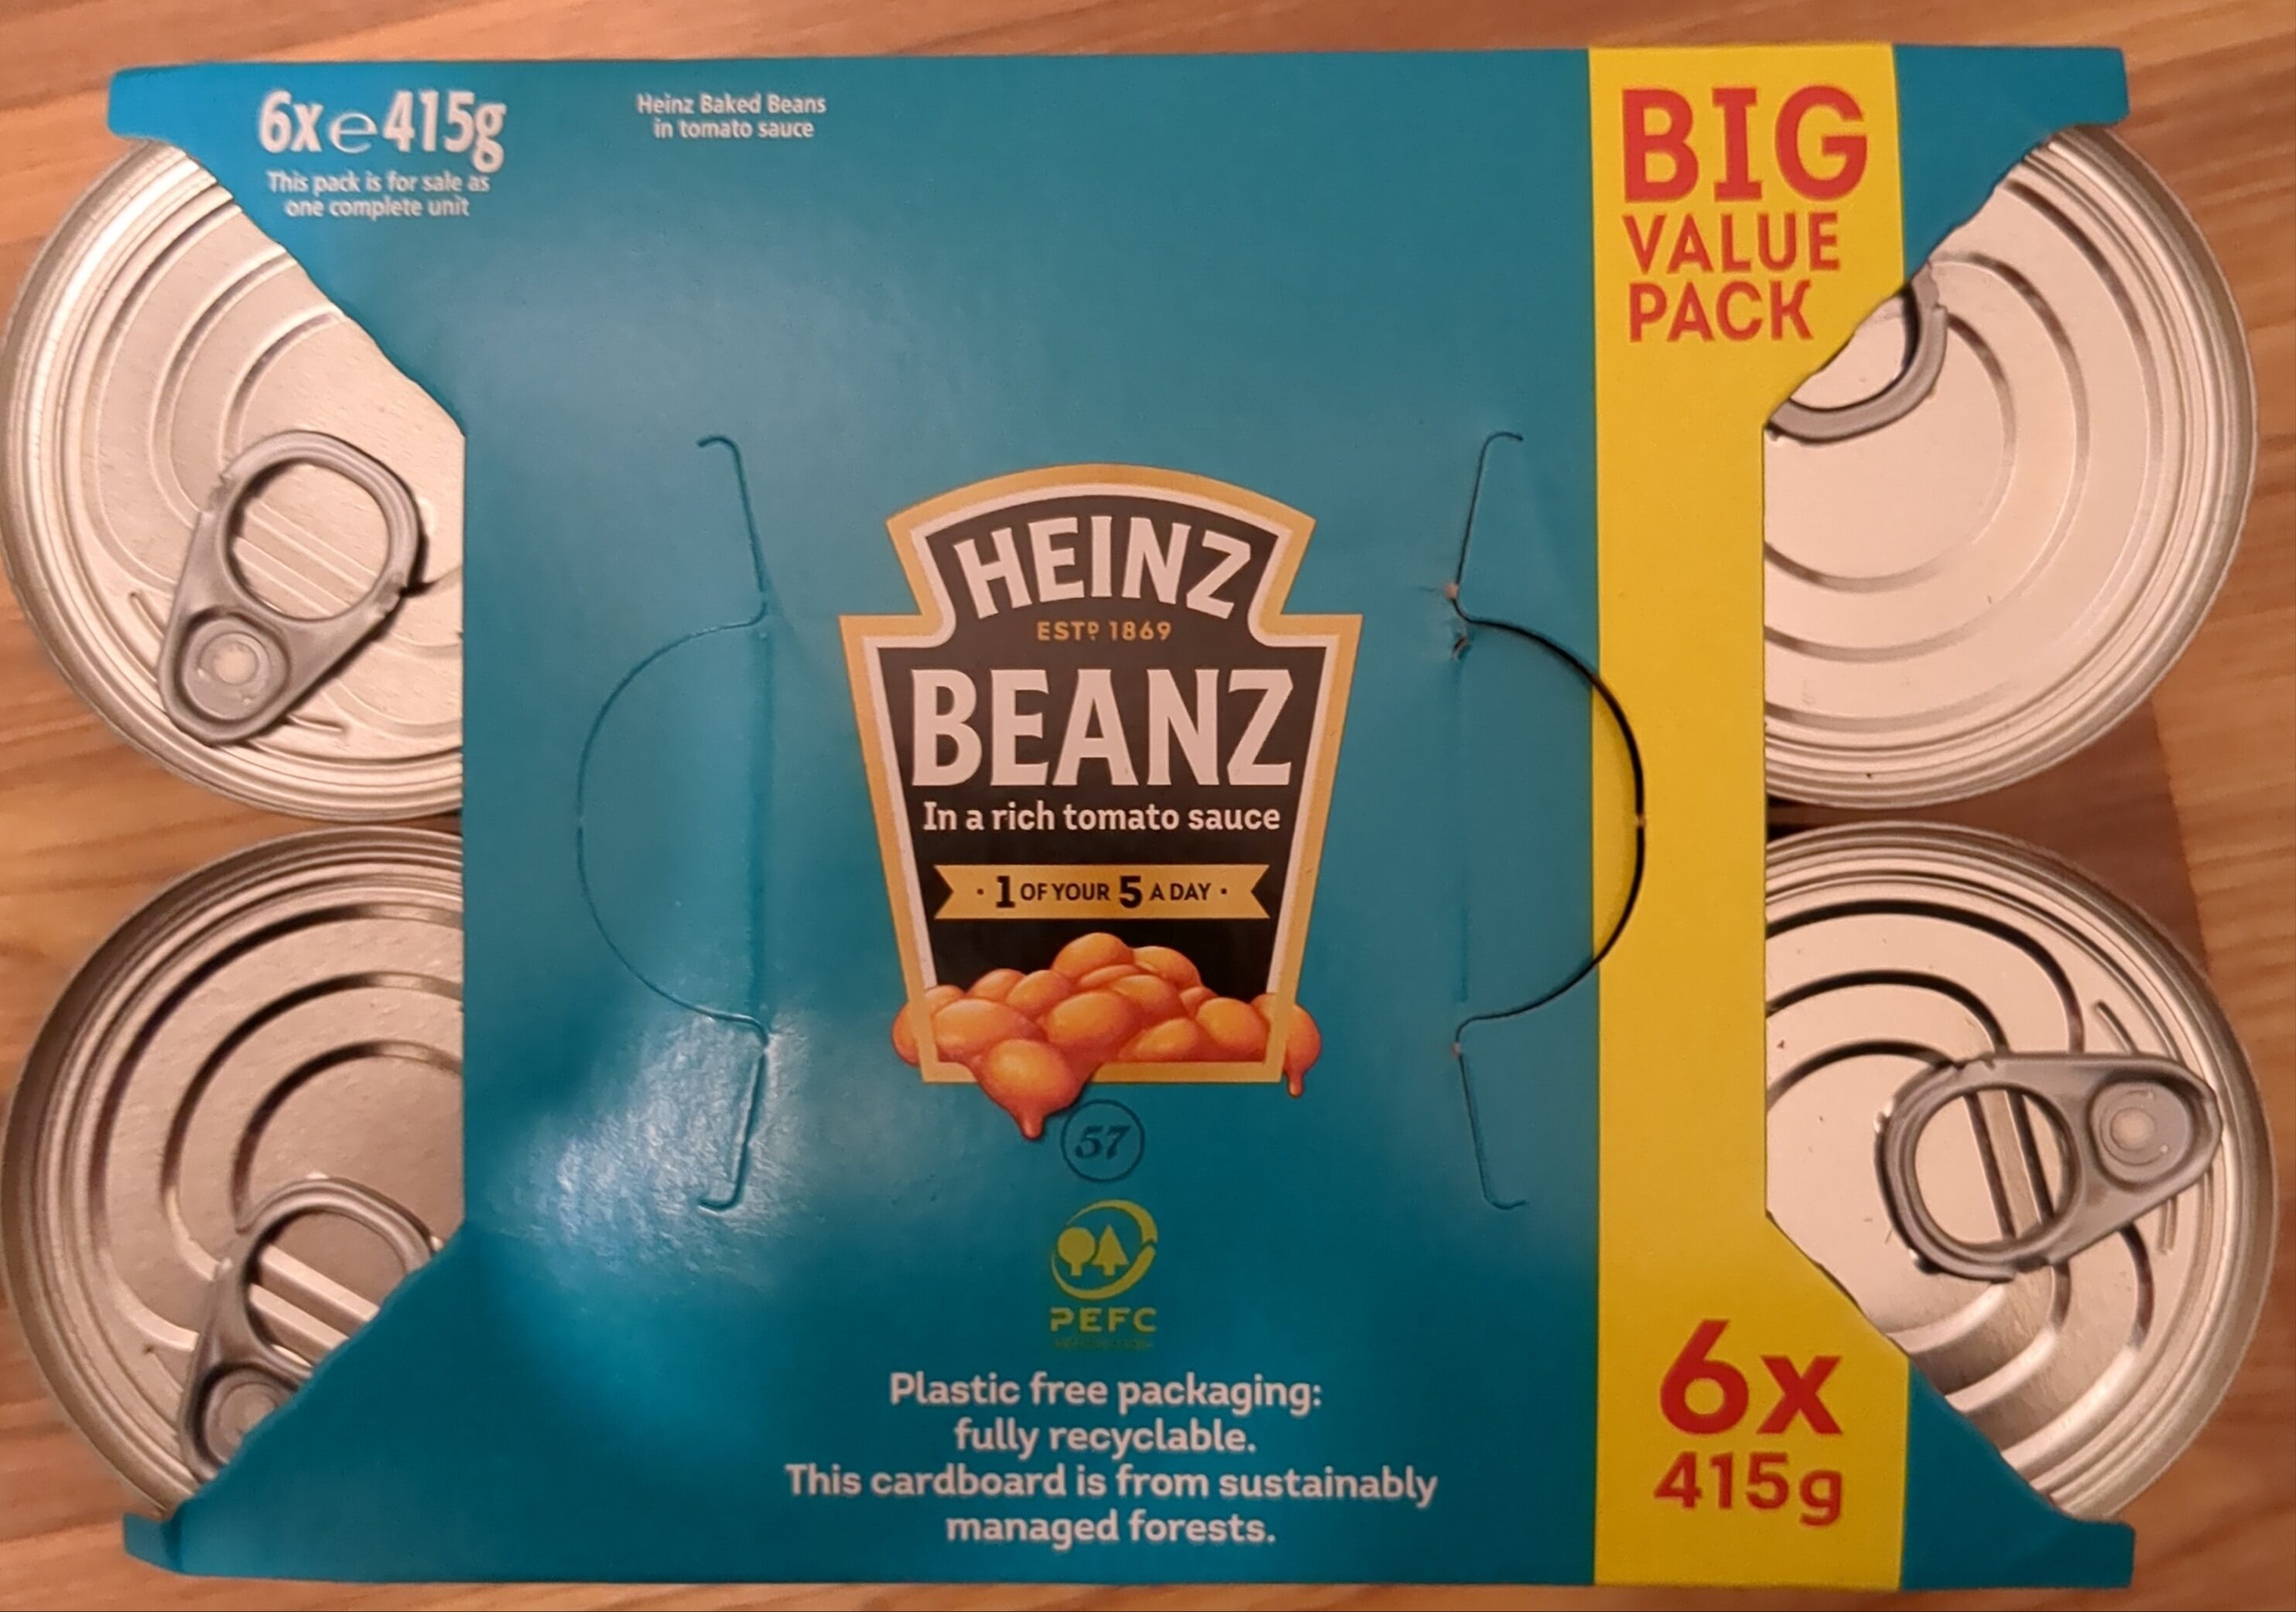 6x℮415g
This pack is for sale as
one complete unit
Heinz Baked Beans
in tomato sauce
BIG
VALUE
PACK
HEINZ
ESTD 1869
BEANZ
In a rich tomato sauce
· 1 OF YOUR 5 A DAY ·
57
PEFC
Plastic free packaging:
fully recyclable.
This cardboard is from sustainably
managed forests.
6x
415g